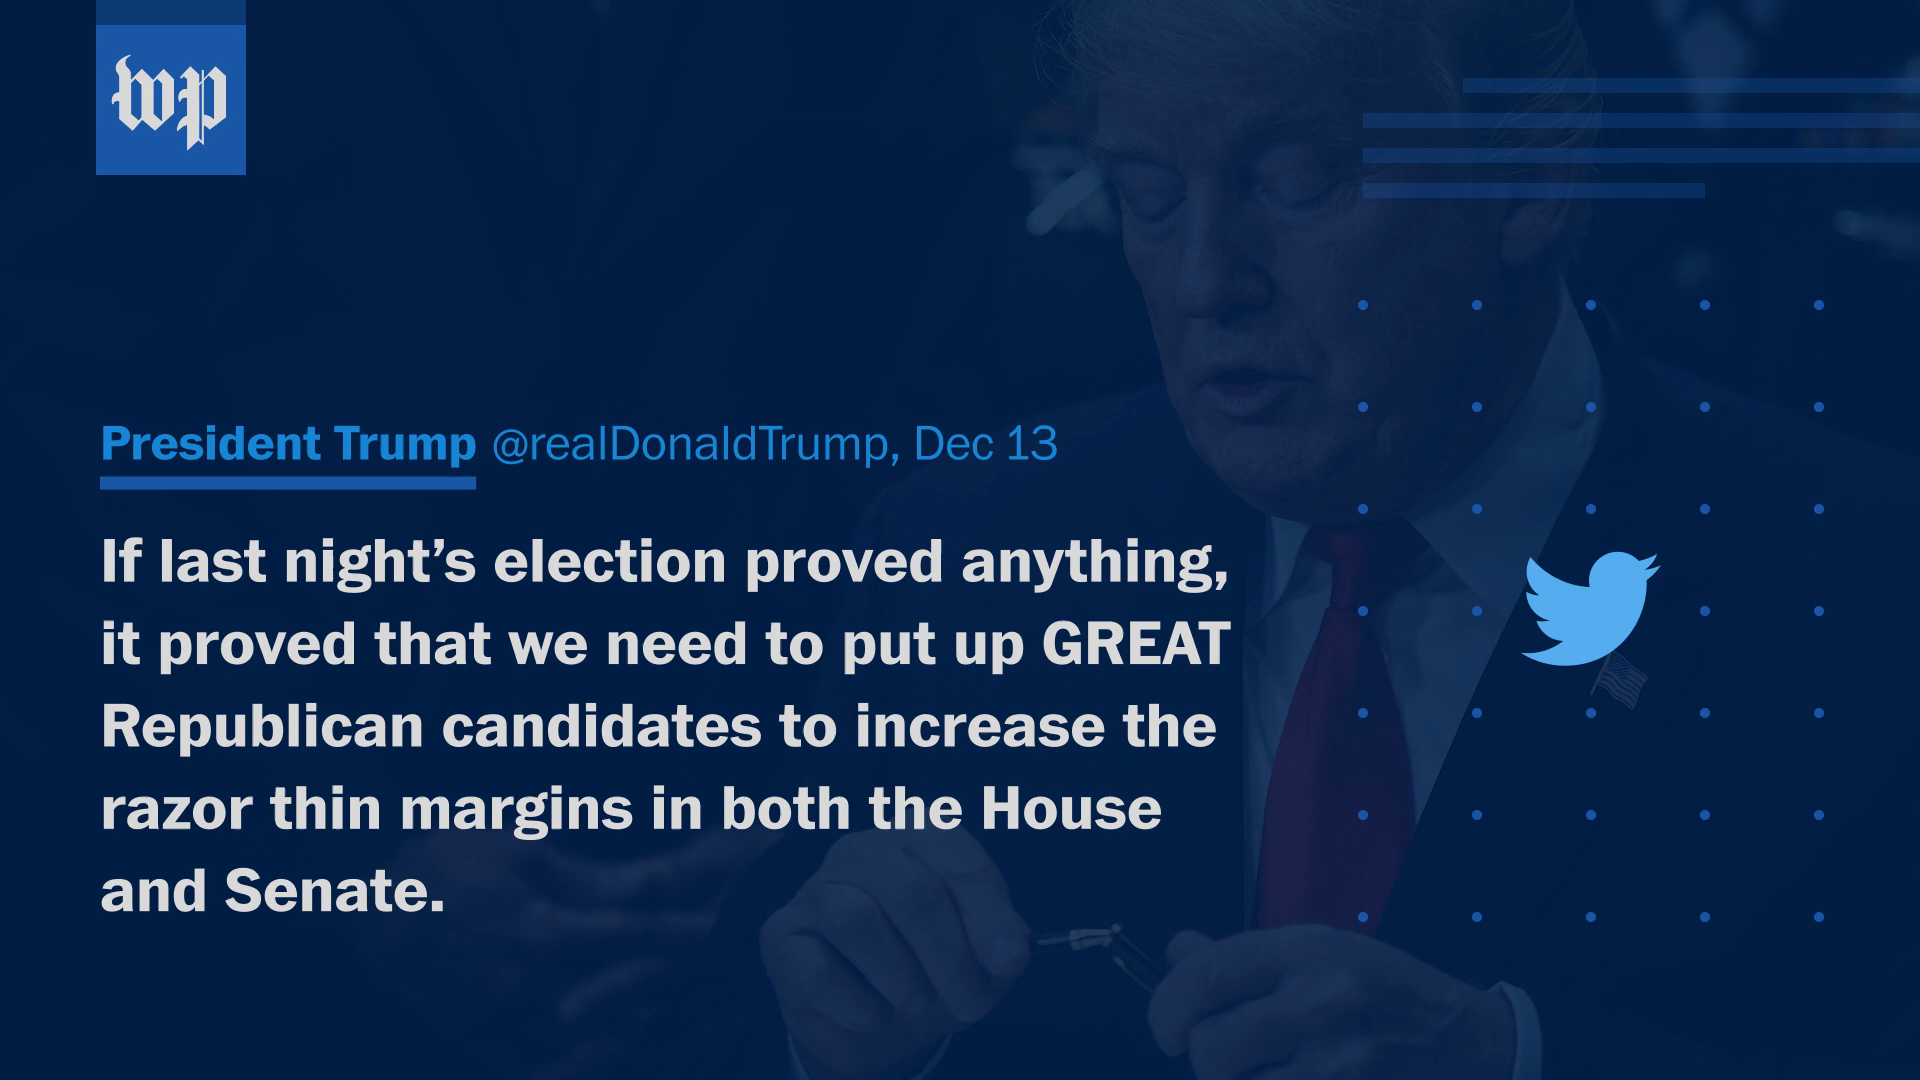 wp
President Trump @realDonaldTrump, Dec 13
If last night’s election proved anything,
it proved that we need to put up GREAT
Republican candidates to increase the
razor thin margins in both the House
and Senate.